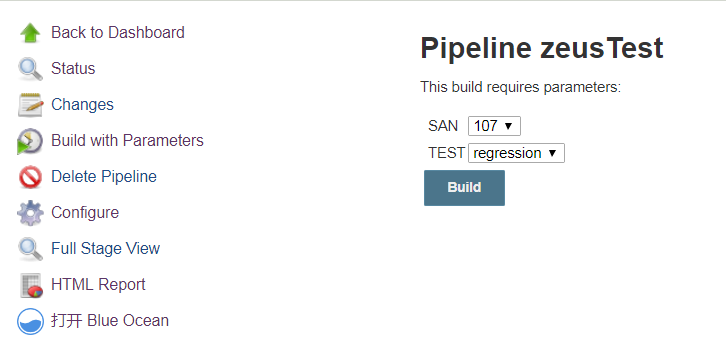 Back to Dashboard
Status
Changes
Build with Parameters
Delete Pipeline
Configure
Full Stage View
HTML Report
打开 Blue Ocean
Pipeline zeusTest
This build requires parameters:
SAN 107
TEST regression
Build